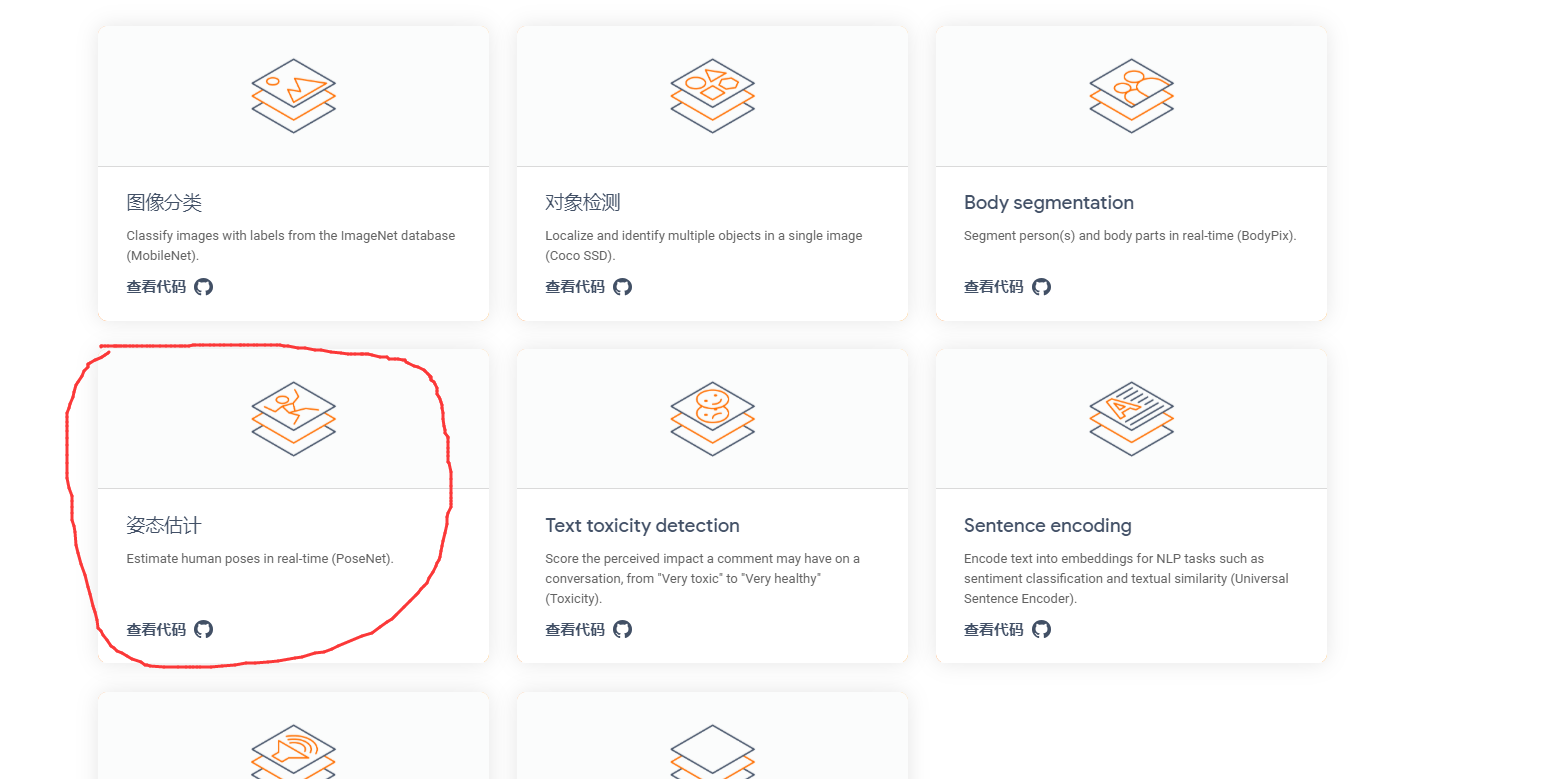 图像分类
Classify images with labels from the ImageNet database
(MobileNet).
查看代码
对象检测
Localize and identify multiple objects in a single image
(Coco SSD).
查看代码
Body segmentation
Segment person(s) and body parts in real-time (BodyPix).
查看代码
姿态估计
Estimate human poses in real-time (PoseNet).
查看代码
Text toxicity detection
Score the perceived impact a comment may have on a
conversation, from "Very toxic" to "Very healthy"
(Toxicity).
查看代码
Sentence encoding
Encode text into embeddings for NLP tasks such as
sentiment classification and textual similarity (Universal
Sentence Encoder).
查看代码